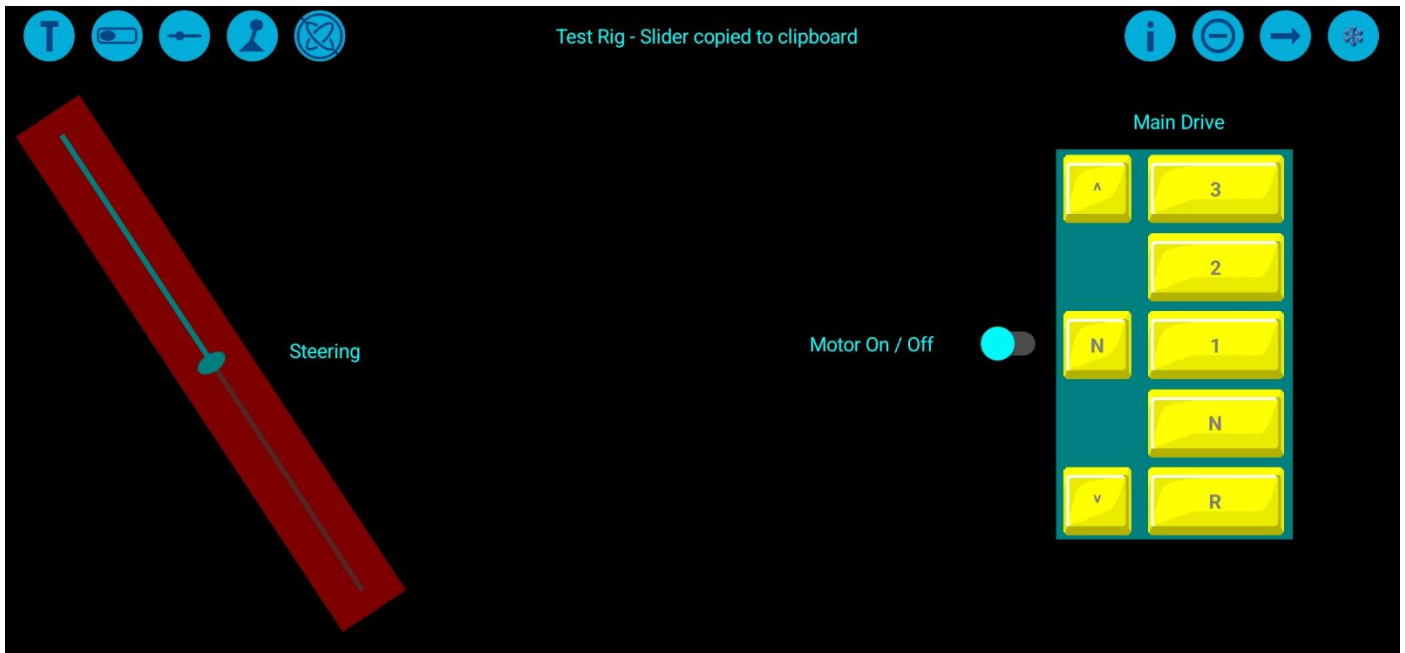 T
i
Test Rig - Slider copied to clipboard
Main Drive
^ 3
2
Steering
Motor On / Off
N 1
N
v R